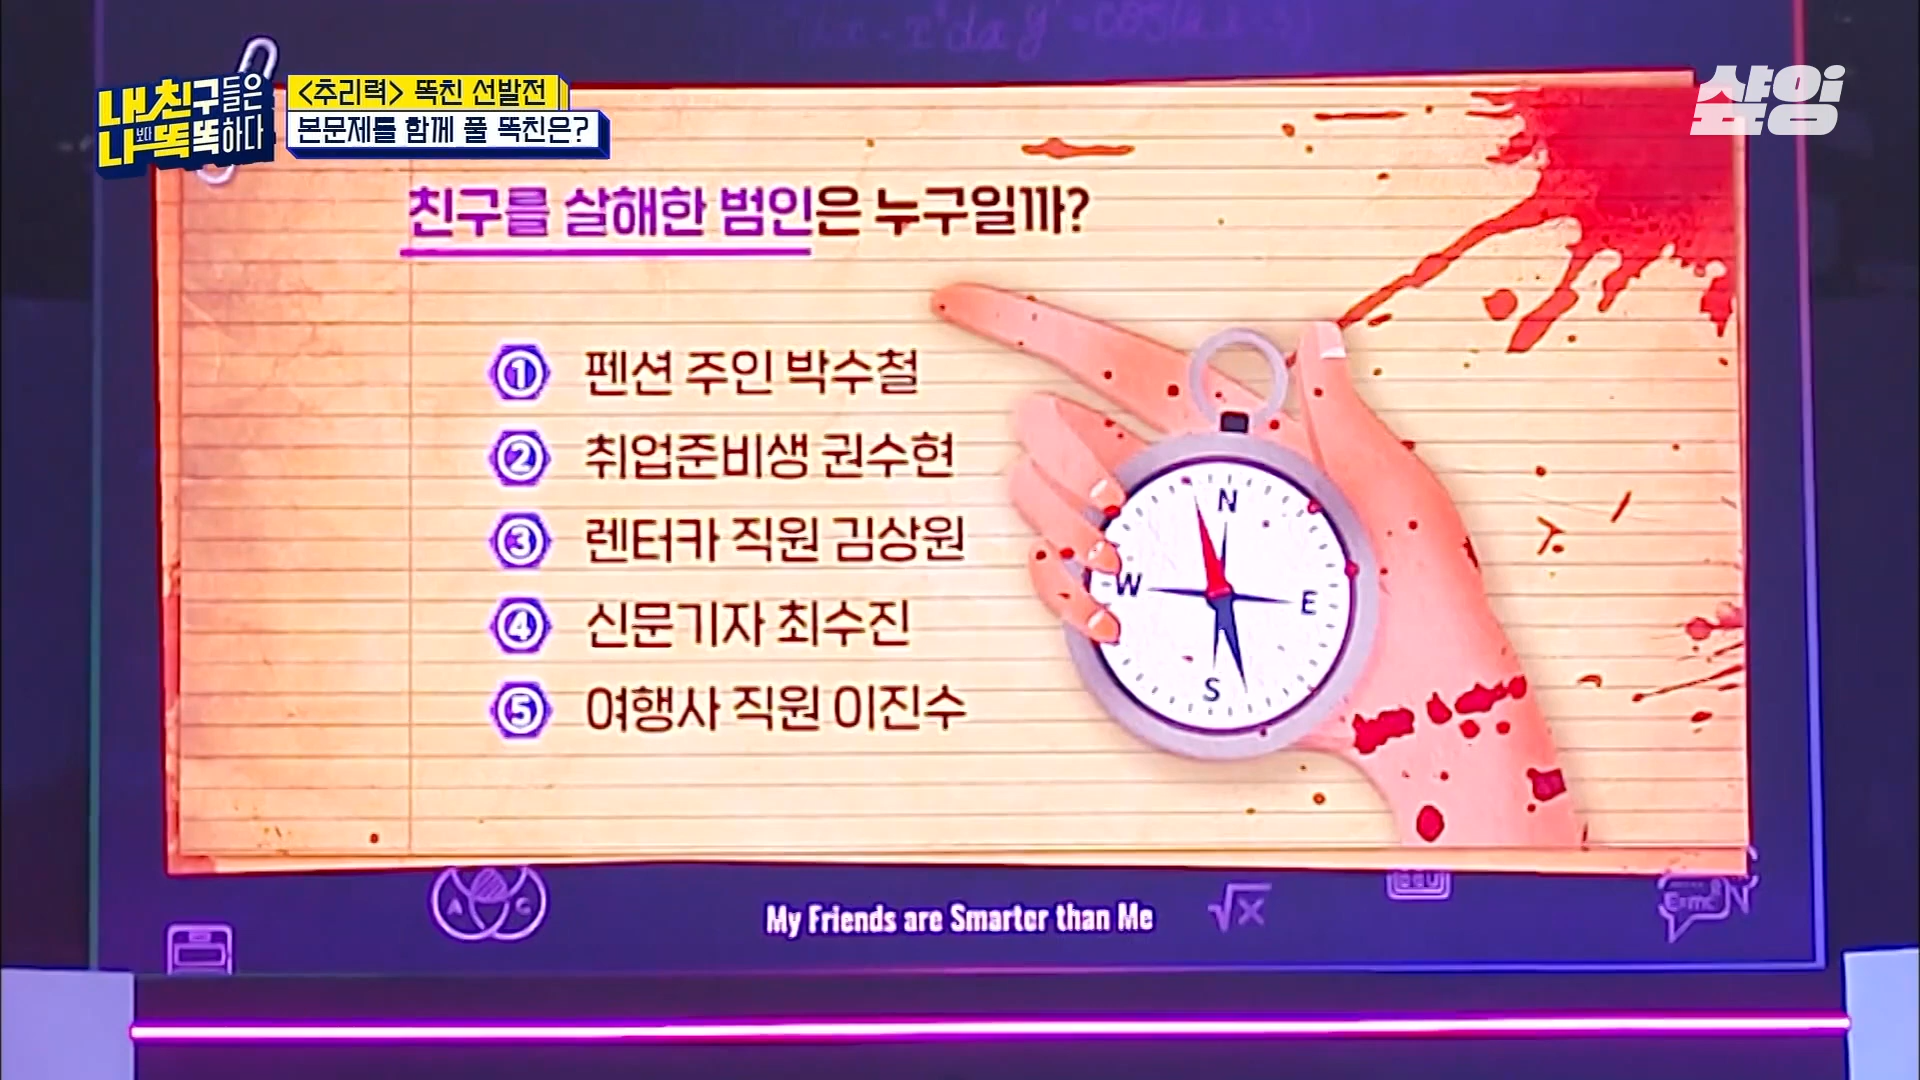 내 친구들은
나보다 똑똑하다
<추리력> 똑친 선발전
본문제를 함께 풀 똑친은?
샾잉
친구를 살해한 범인은 누구일까?
① 펜션 주인 박수철
② 취업준비생 권수현
③ 렌터카 직원 김상원
④ 신문기자 최수진
⑤ 여행사 직원 이진수
N
W
E
S
A C
√x
My Friends are Smarter than Me